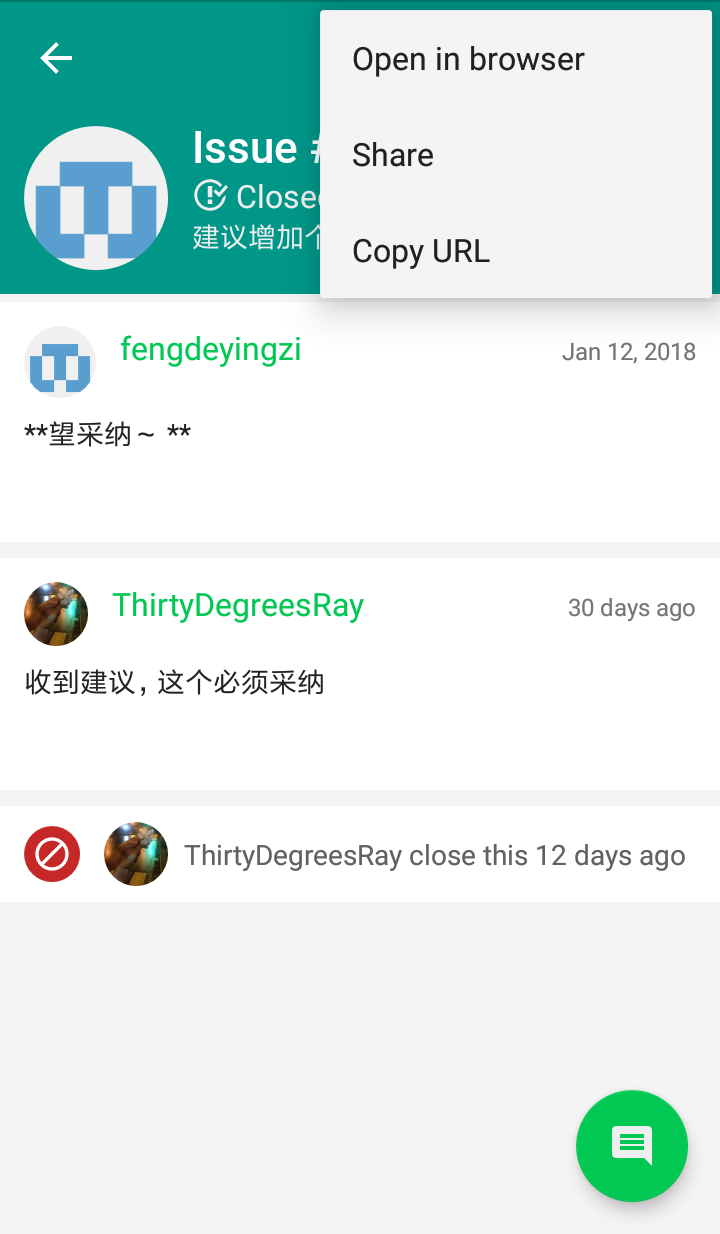 Open in browser
Share
Copy URL
Issue
Close
建议增加
fengdeyingzi
Jan 12, 2018
**望采纳～ **
ThirtyDegreesRay
30 days ago
收到建议，这个必须采纳
ThirtyDegreesRay close this 12 days ago